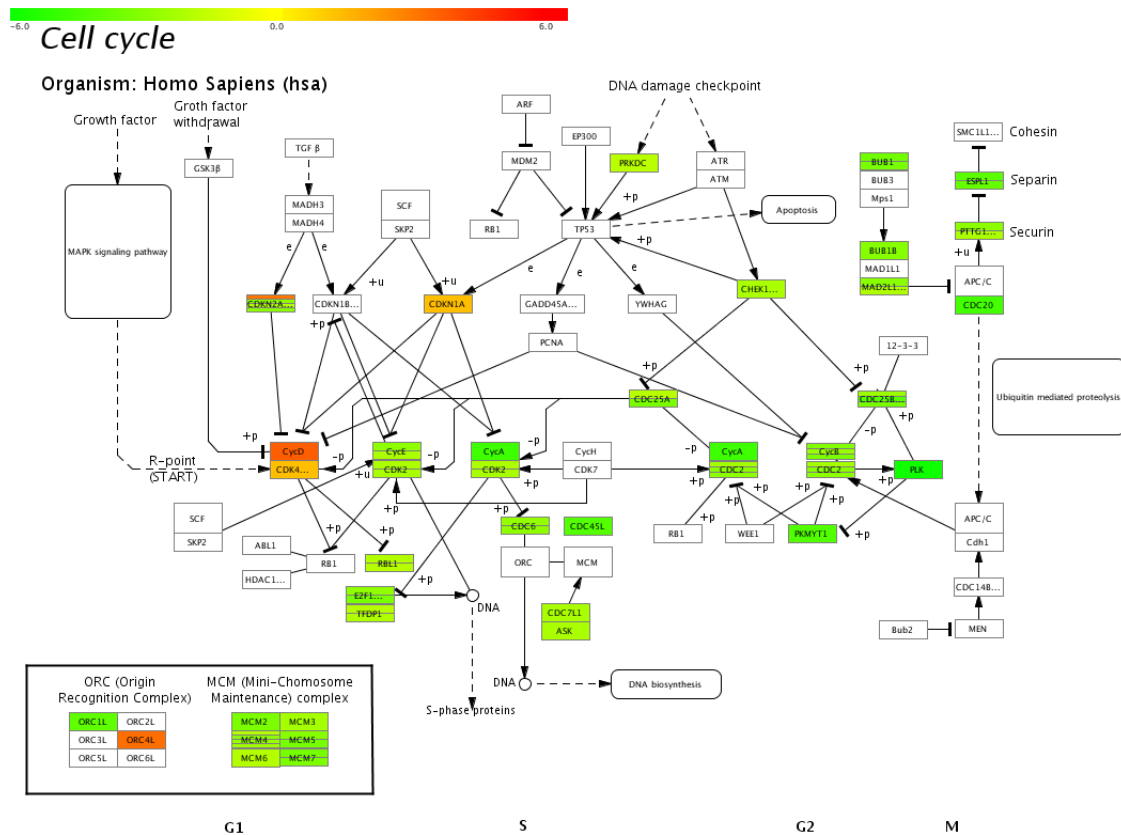 -6.0
0.0
6.0
Cell cycle
Organism: Homo Sapiens (hsa)
Growth factor
Groth factor
withdrawal
GSK3β
TGF β
MADH3
MADH4
SCF
SKP2
ARF
MDM2
EP300
RB1
TP53
DNA damage checkpoint
PRKDC
ATR
ATM
Apoptosis
BUB1
BUB3
Mps1
BUB1B
MAD1L1
MAD2L1...
SMC1L1...
Cohesin
ESPL1
Separin
PTTG1...
Securin
+u
APC/C
CDC20
MAPK signaling pathway
e
e
+u
+u
e
e
e
+p
+p
CDKN2A...
CDKN1B...
CDKN1A
GADD45A...
YWHAG
CHEK1...
+p
PCNA
12-3-3
+p
+p
CDC25A
CDC25B...
Ubiquitin mediated proteolysis
+p
R-point
(START)
CycD
CDK4...
-p
CycE
CDK2
-p
CycA
CDK2
-p
CycH
CDK7
-p
CycA
CDC2
CycB
CDC2
-p
+p
PLK
+u
+p
+p
+p
+p
+p
+p
+p
SCF
SKP2
ABL1
HDAC1...
RB1
+p
+p
RBL1
CDC6
CDC45L
ORC
MCM
RB1
+p
WEE1
PKMYT1
+p
APC/C
Cdh1
E2F1...
TFDP1
DNA
CDC7L1
ASK
CDC14B...
Bub2
MEN
DNA
DNA biosynthesis
S-phase proteins
ORC (Origin
Recognition Complex)
ORC1L
ORC2L
ORC3L
ORC4L
ORC5L
ORC6L
MCM (Mini-Chomosome
Maintenance) complex
MCM2
MCM3
MCM4
MCM5
MCM6
MCM7
G1
S
G2
M